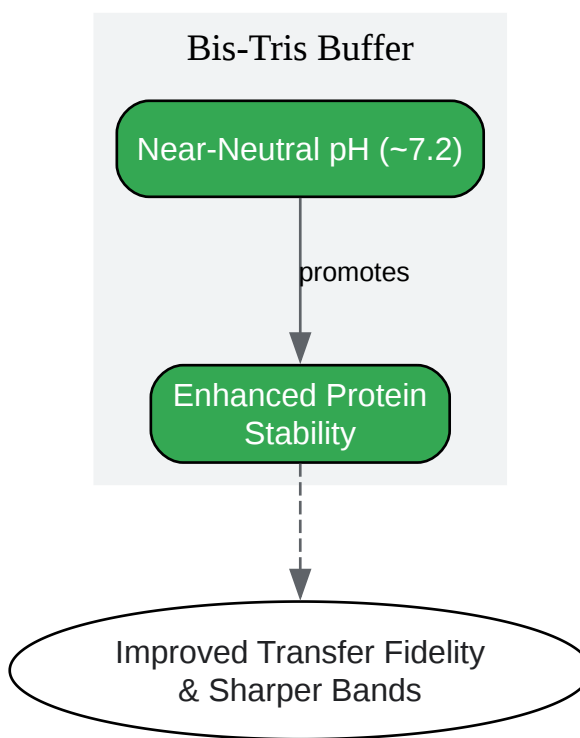 Bis-Tris Buffer
Near-Neutral pH (~7.2)
promotes
Enhanced Protein
Stability
Improved Transfer Fidelity
& Sharper Bands